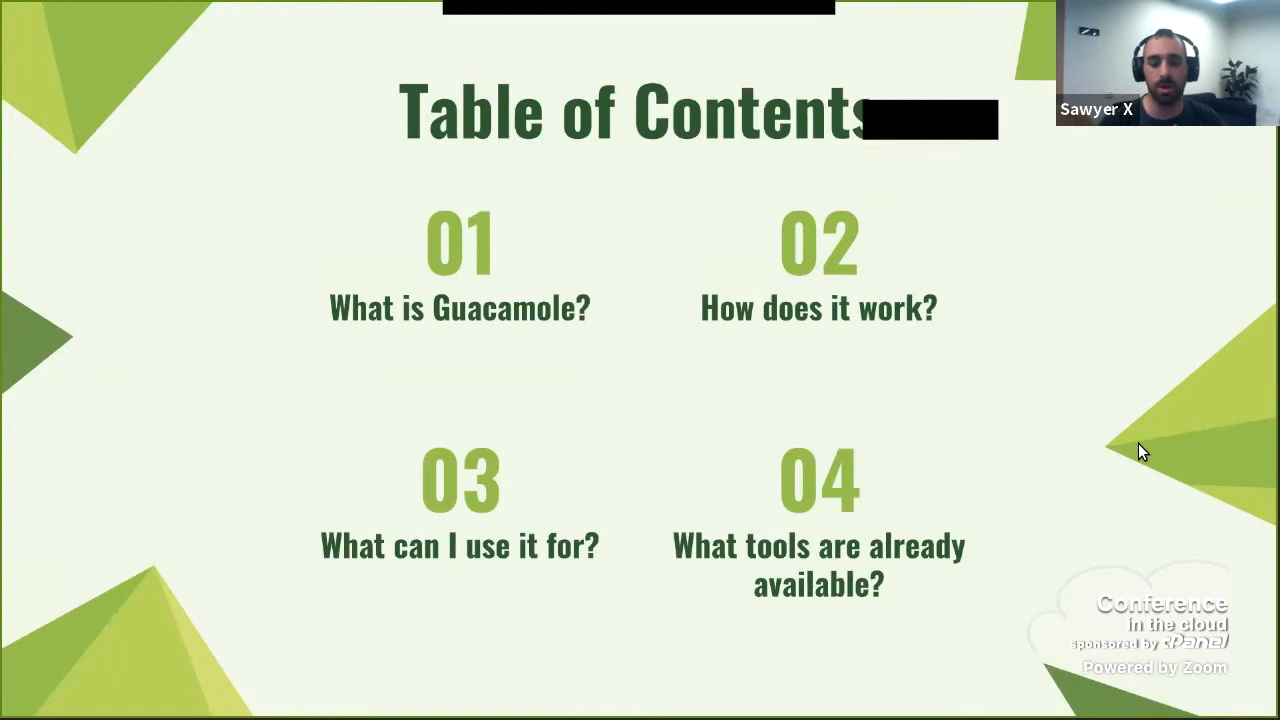 Table of Contents
Sawyer X
01
What is Guacamole?
02
How does it work?
03
What can I use it for?
04
What tools are already
available?
Conference
in the cloud
sponsored by cPanel
Powered by Zoom